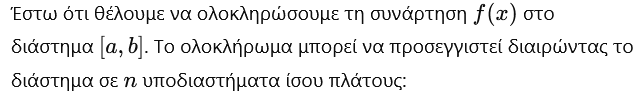 Έστω ότι θέλουμε να ολοκληρώσουμε τη συνάρτηση f(x) στο
διάστημα [a, b]. Το ολοκλήρωμα μπορεί να προσεγγιστεί διαιρώντας το
διάστημα σε n υποδιαστήματα ίσου πλάτους: